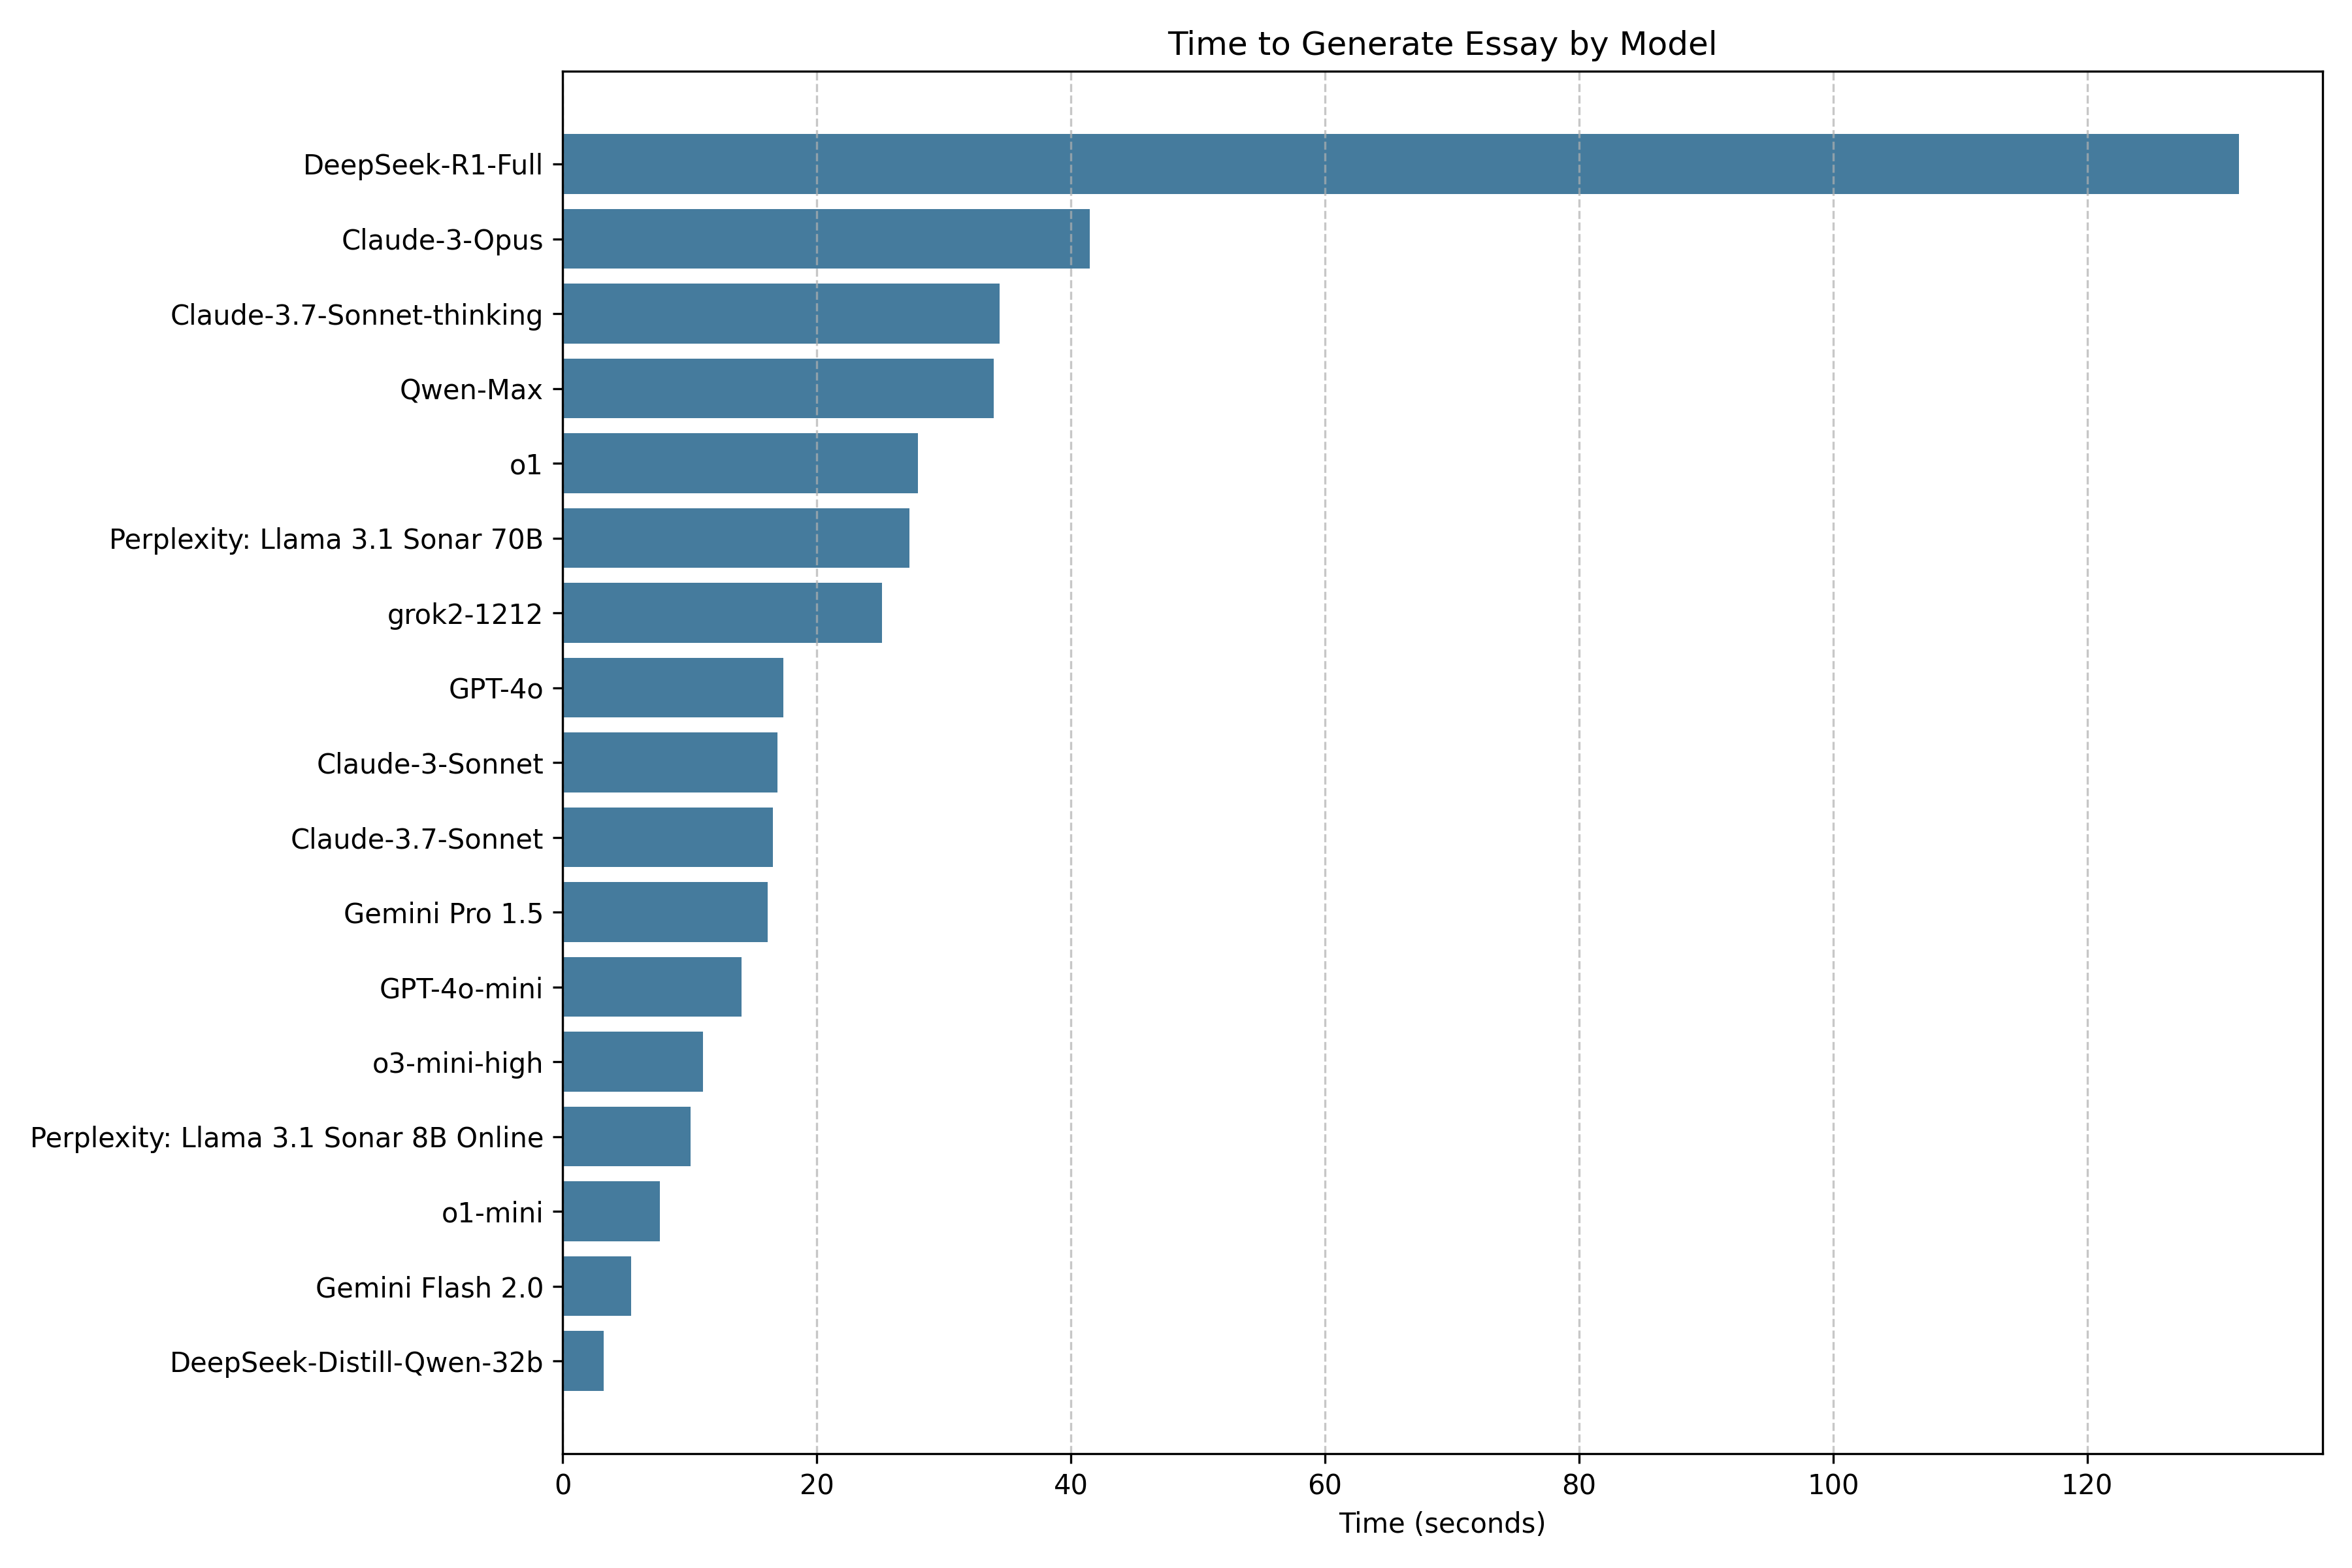 Time to Generate Essay by Model
DeepSeek-R1-Full
Claude-3-Opus
Claude-3.7-Sonnet-thinking
Qwen-Max
o1
Perplexity: Llama 3.1 Sonar 70B
grok2-1212
GPT-4o
Claude-3-Sonnet
Claude-3.7-Sonnet
Gemini Pro 1.5
GPT-4o-mini
o3-mini-high
Perplexity: Llama 3.1 Sonar 8B Online
o1-mini
Gemini Flash 2.0
DeepSeek-Distill-Qwen-32b
0 20 40 60 80 100 120
Time (seconds)